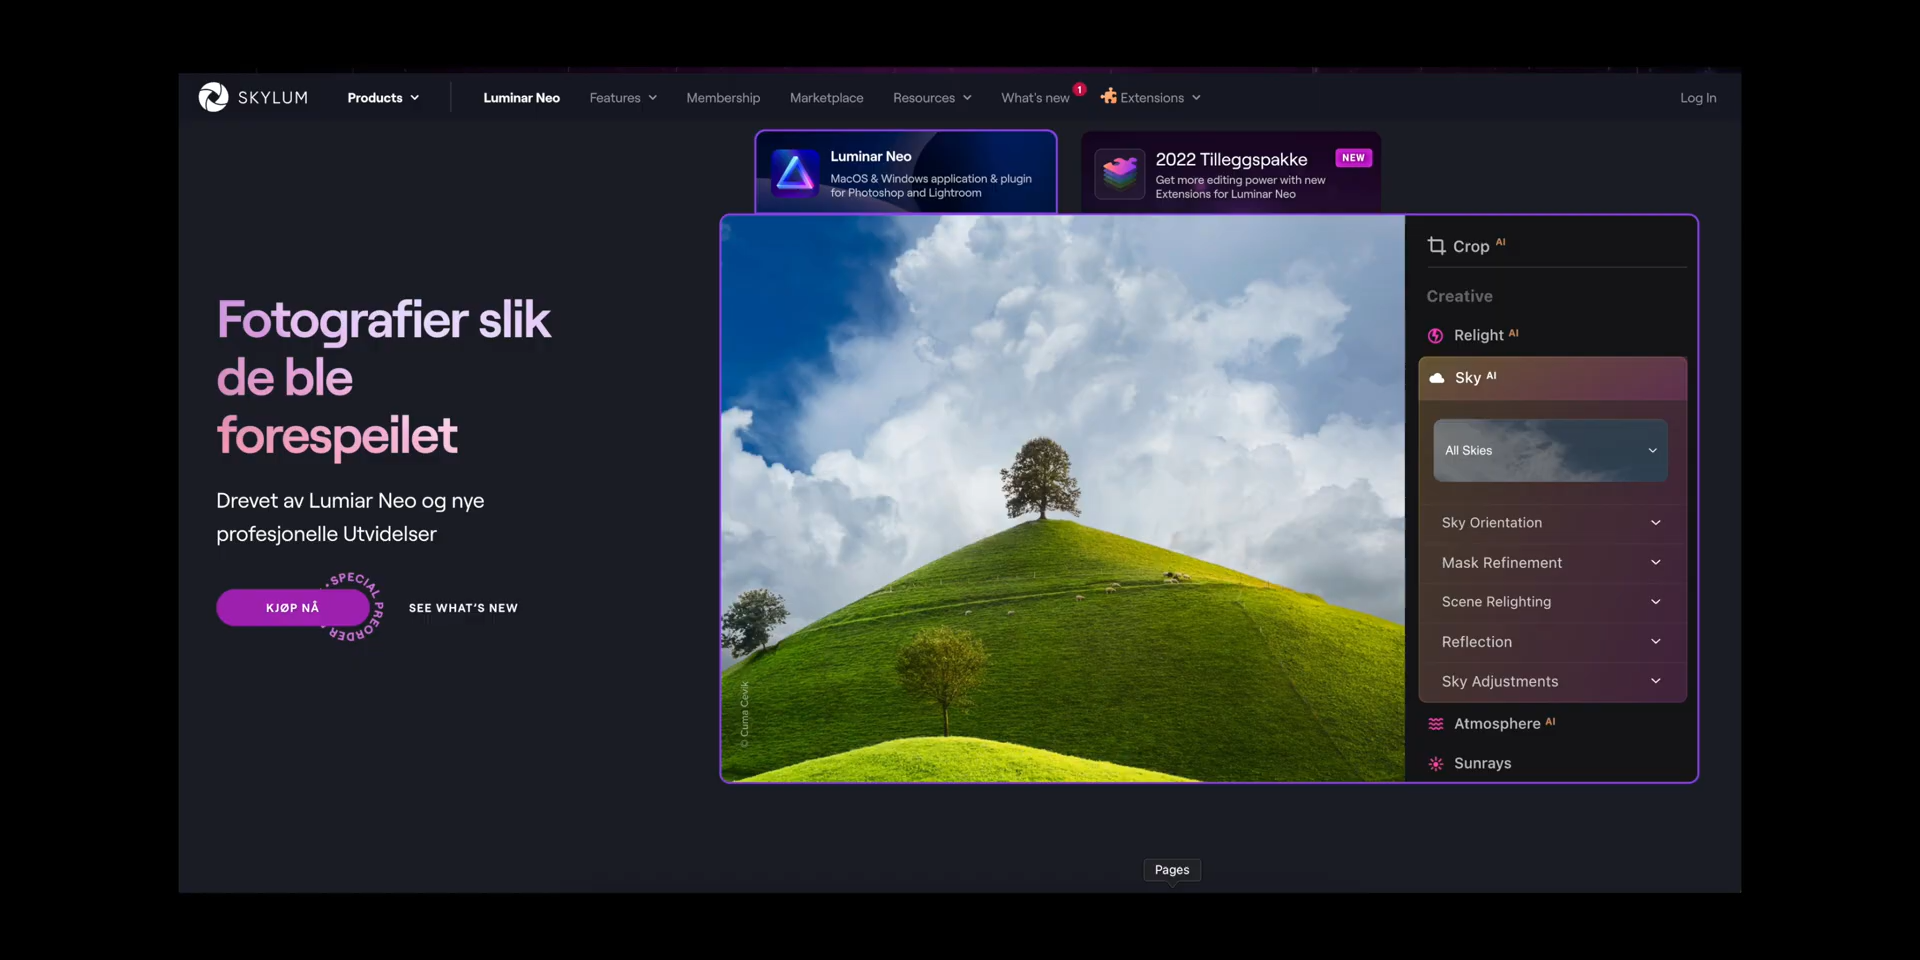 SKYLUM
Products
Luminar Neo
Features
Membership
Marketplace
Resources
What's new
1
Extensions
Log In
Luminar Neo
MacOS & Windows application & plugin
for Photoshop and Lightroom
2022 Tilleggspakke
NEW
Get more editing power with new
Extensions for Luminar Neo
Fotografier slik
de ble
forespeilet
Drevet av Lumiar Neo og nye
profesjonelle Utvidelser
KJØP NÅ
SPECIAL PREORDER
SEE WHAT'S NEW
© Cuma Cevik
Crop AI
Creative
Relight AI
Sky AI
All Skies
Sky Orientation
Mask Refinement
Scene Relighting
Reflection
Sky Adjustments
Atmosphere AI
Sunrays
Pages